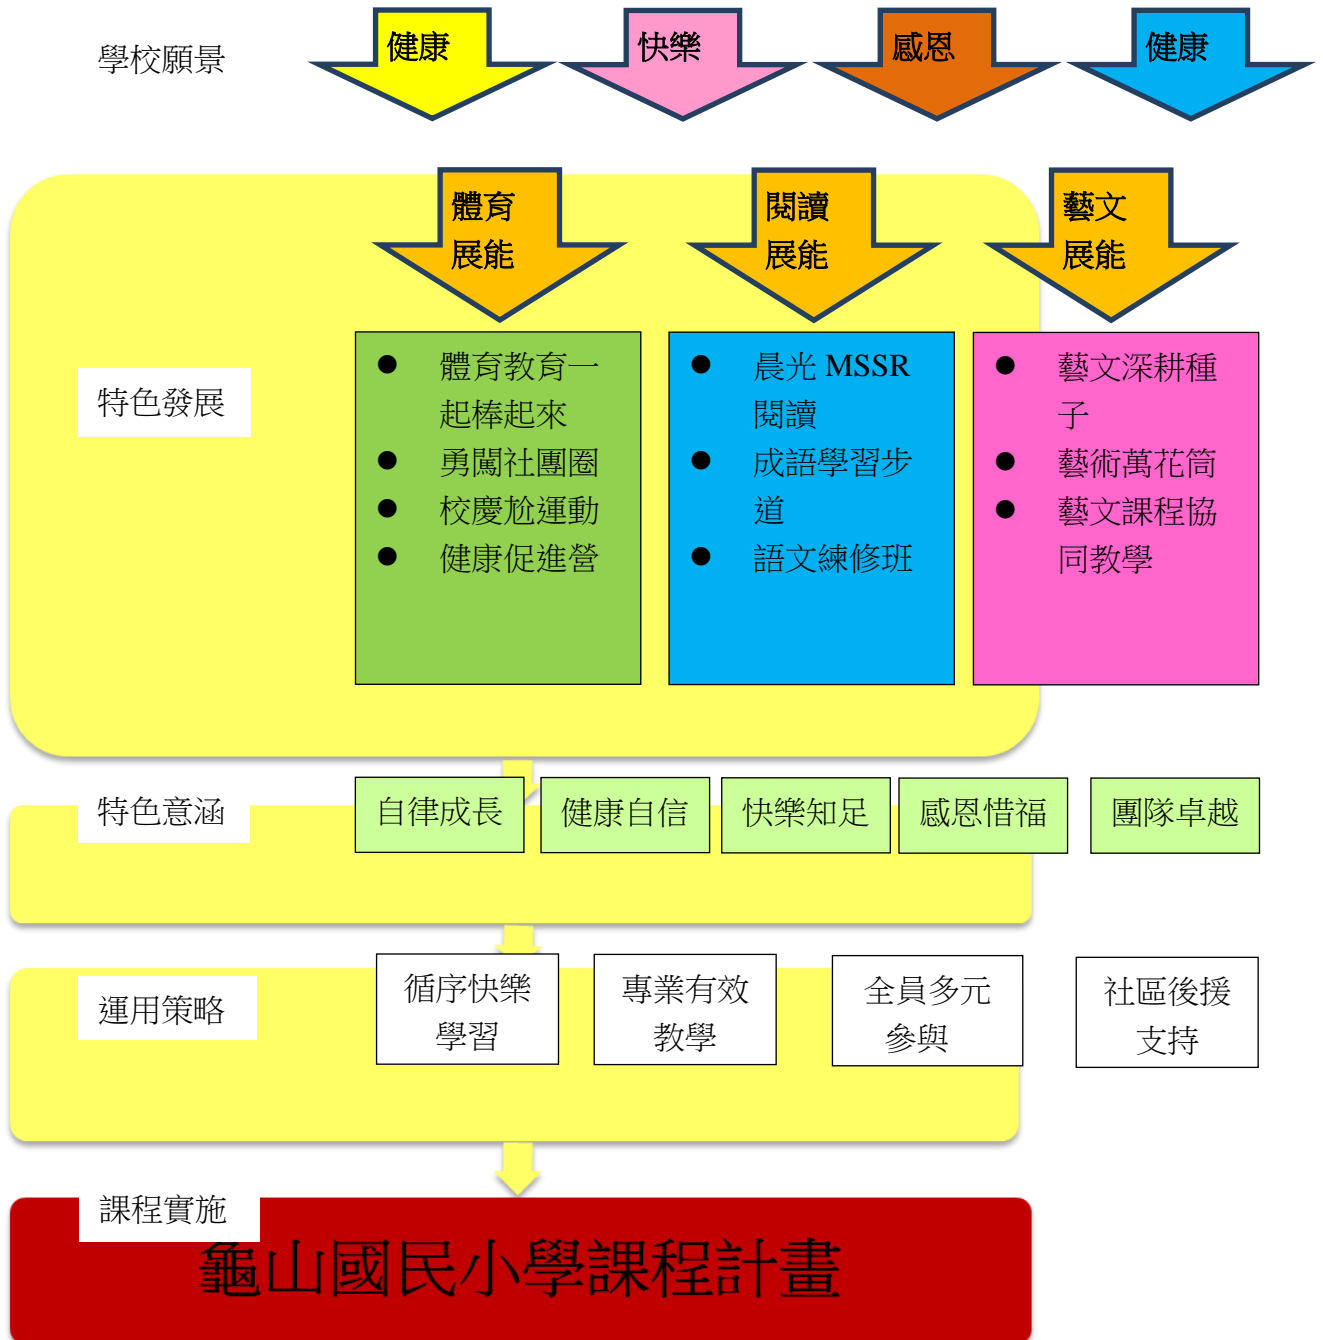 學校願景
健康
快樂
感恩
健康
體育
展能
閱讀
展能
藝文
展能
特色發展
● 體育教育一
起棒起來
● 勇闖社團圈
● 校慶尬運動
● 健康促進營
● 晨光 MSSR
閱讀
● 成語學習步
道
● 語文練修班
● 藝文深耕種
子
● 藝術萬花筒
● 藝文課程協
同教學
特色意涵
自律成長
健康自信
快樂知足
感恩惜福
團隊卓越
運用策略
循序快樂
學習
專業有效
教學
全員多元
參與
社區後援
支持
課程實施
龜山國民小學課程計畫